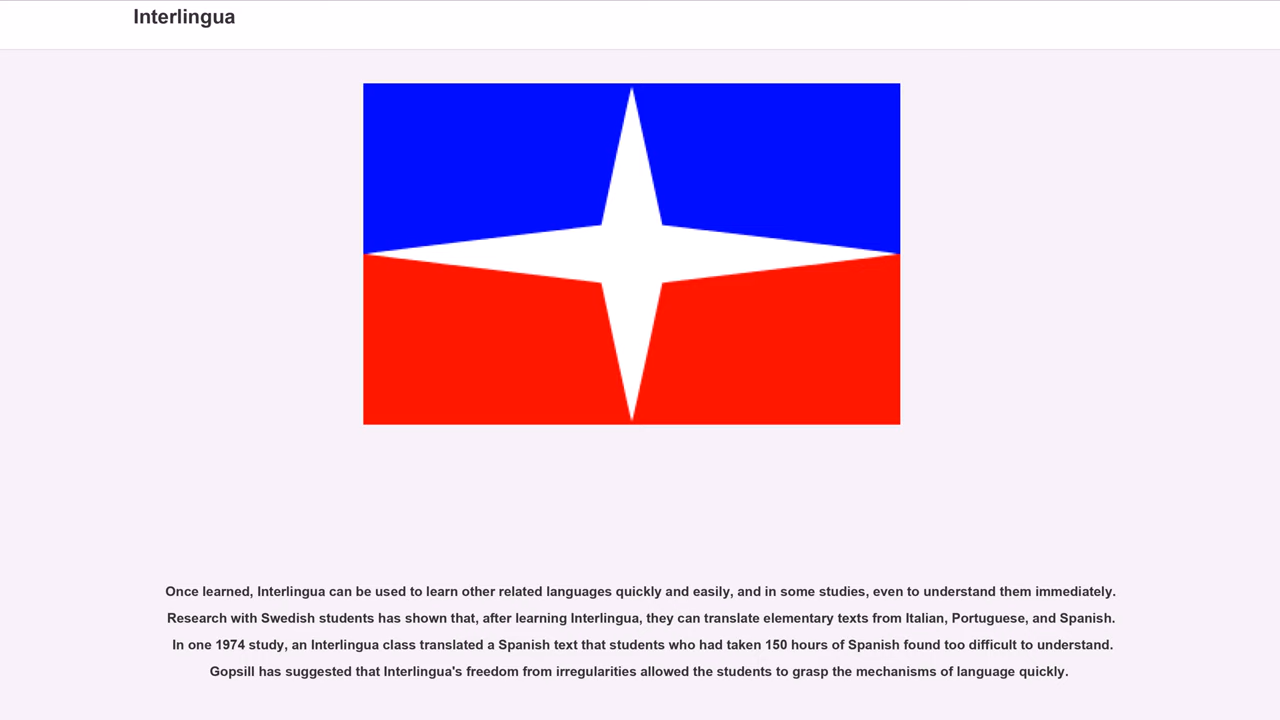 Interlingua
Once learned, Interlingua can be used to learn other related languages quickly and easily, and in some studies, even to understand them immediately.
Research with Swedish students has shown that, after learning Interlingua, they can translate elementary texts from Italian, Portuguese, and Spanish.
In one 1974 study, an Interlingua class translated a Spanish text that students who had taken 150 hours of Spanish found too difficult to understand.
Gopsill has suggested that Interlingua's freedom from irregularities allowed the students to grasp the mechanisms of language quickly.